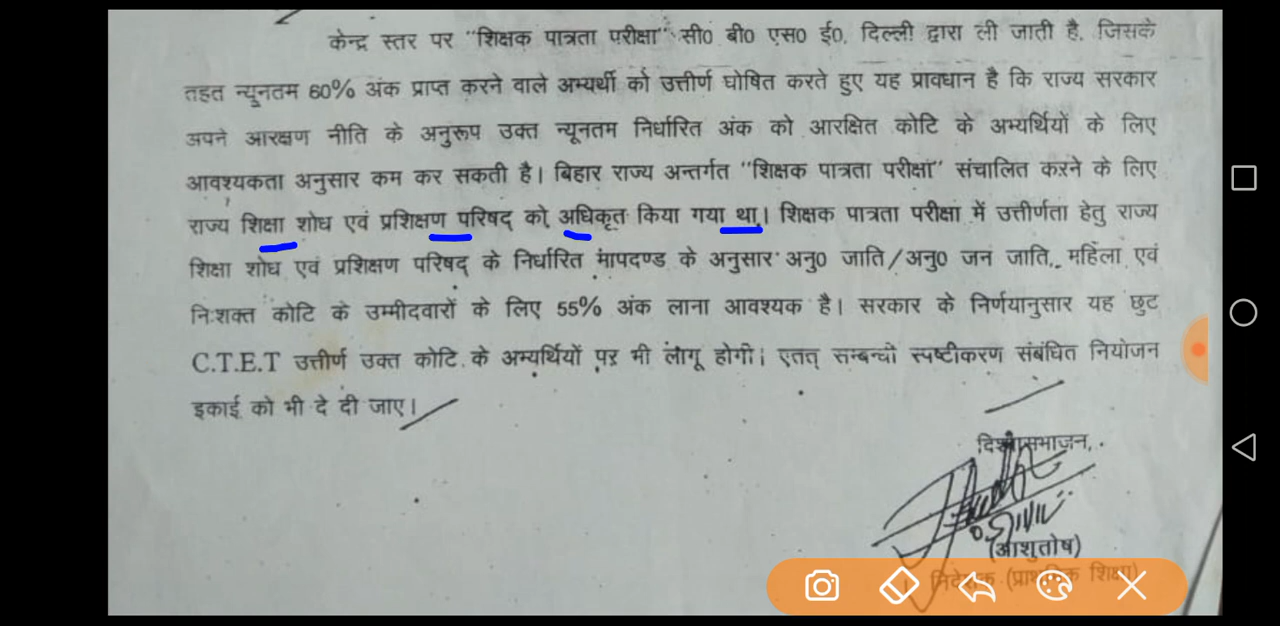 केन्द्र स्तर पर "शिक्षक पात्रता परीक्षा" सी0 बी0 एस0 ई0, दिल्ली द्वारा ली जाती है, जिसके
तहत न्यूनतम 60% अंक प्राप्त करने वाले अभ्यर्थी को उत्तीर्ण घोषित करते हुए यह प्रावधान है कि राज्य सरकार
अपने आरक्षण नीति के अनुरूप उक्त न्यूनतम निर्धारित अंक को आरक्षित कोटि के अभ्यर्थियों के लिए
आवश्यकता अनुसार कम कर सकती है। बिहार राज्य अन्तर्गत "शिक्षक पात्रता परीक्षा" संचालित करने के लिए
राज्य शिक्षा शोध एवं प्रशिक्षण परिषद् को अधिकृत किया गया था। शिक्षक पात्रता परीक्षा में उत्तीर्णता हेतु राज्य
शिक्षा शोध एवं प्रशिक्षण परिषद् के निर्धारित मापदण्ड के अनुसार अनु0 जाति/अनु0 जन जाति, महिला एवं
निःशक्त कोटि के उम्मीदवारों के लिए 55% अंक लाना आवश्यक है। सरकार के निर्णयानुसार यह छुट
C.T.E.T उत्तीर्ण उक्त कोटि के अभ्यर्थियों पर भी लागू होगी। एतत् सम्बन्धी स्पष्टीकरण संबंधित नियोजन
इकाई को भी दे दी जाए।
(आशुतोष)
निदेशक (प्राथमिक शिक्षा)